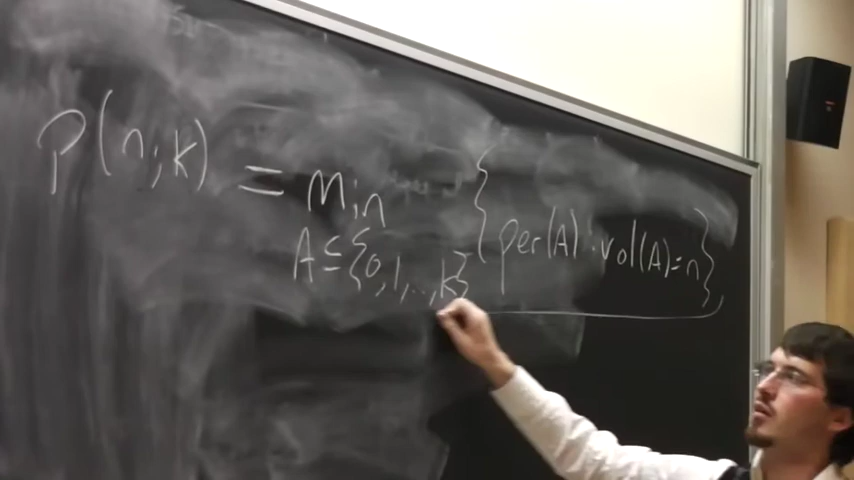 P(n;k) = Min {per(A) : vol(A)=n},
A⊆{0,1,..,k}